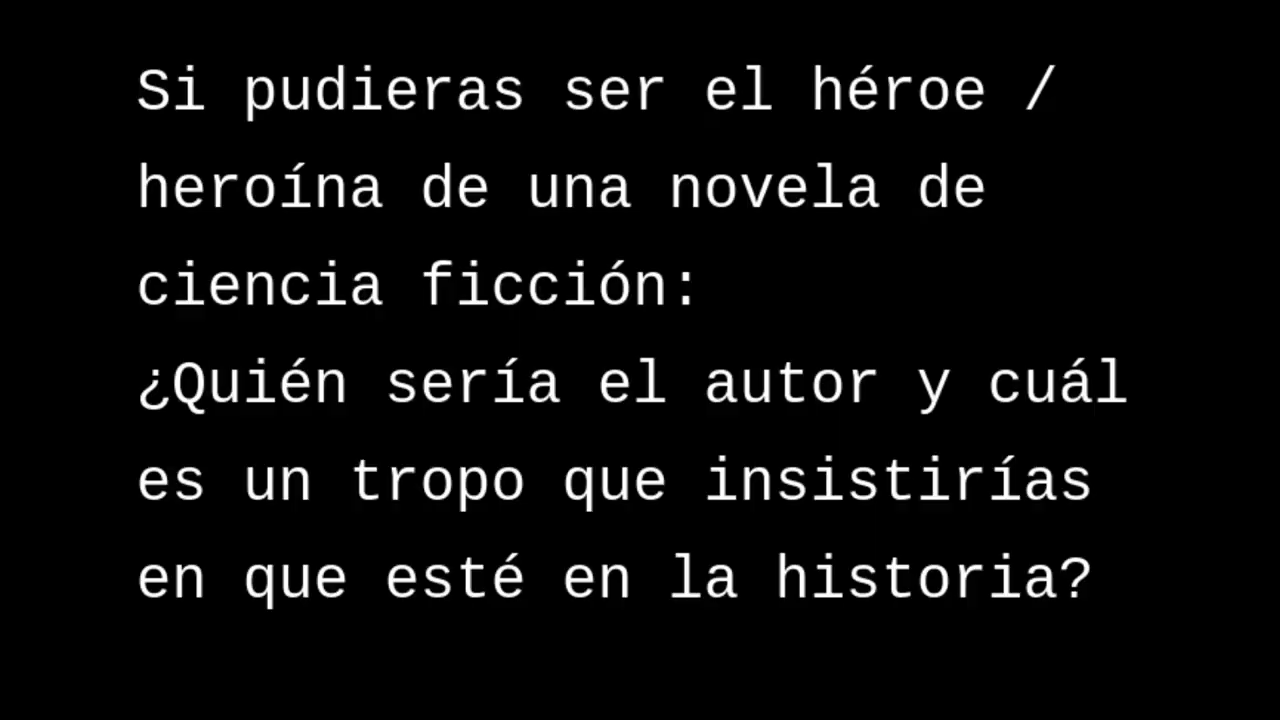 Si pudieras ser el héroe /
heroína de una novela de
ciencia ficción:
¿Quién sería el autor y cuál
es un tropo que insistirías
en que esté en la historia?